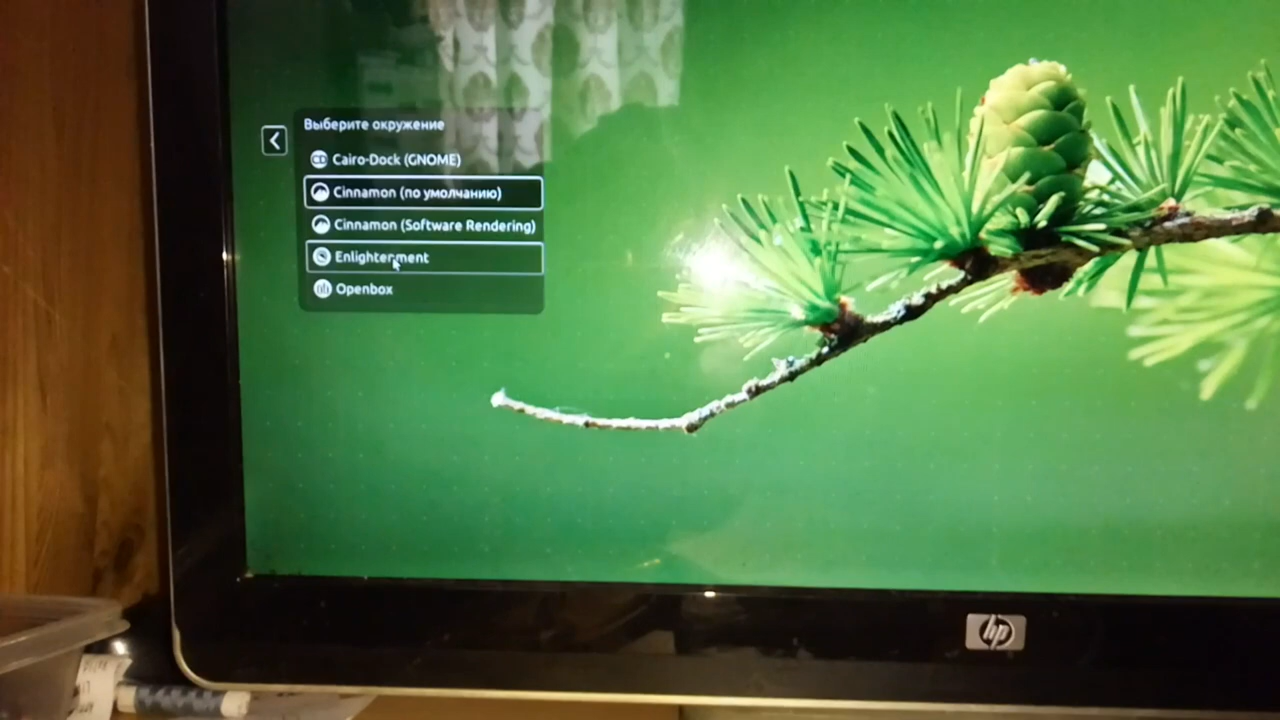 Выберите окружение
Cairo-Dock (GNOME)
Cinnamon (по умолчанию)
Cinnamon (Software Rendering)
Enlightenment
Openbox
hp